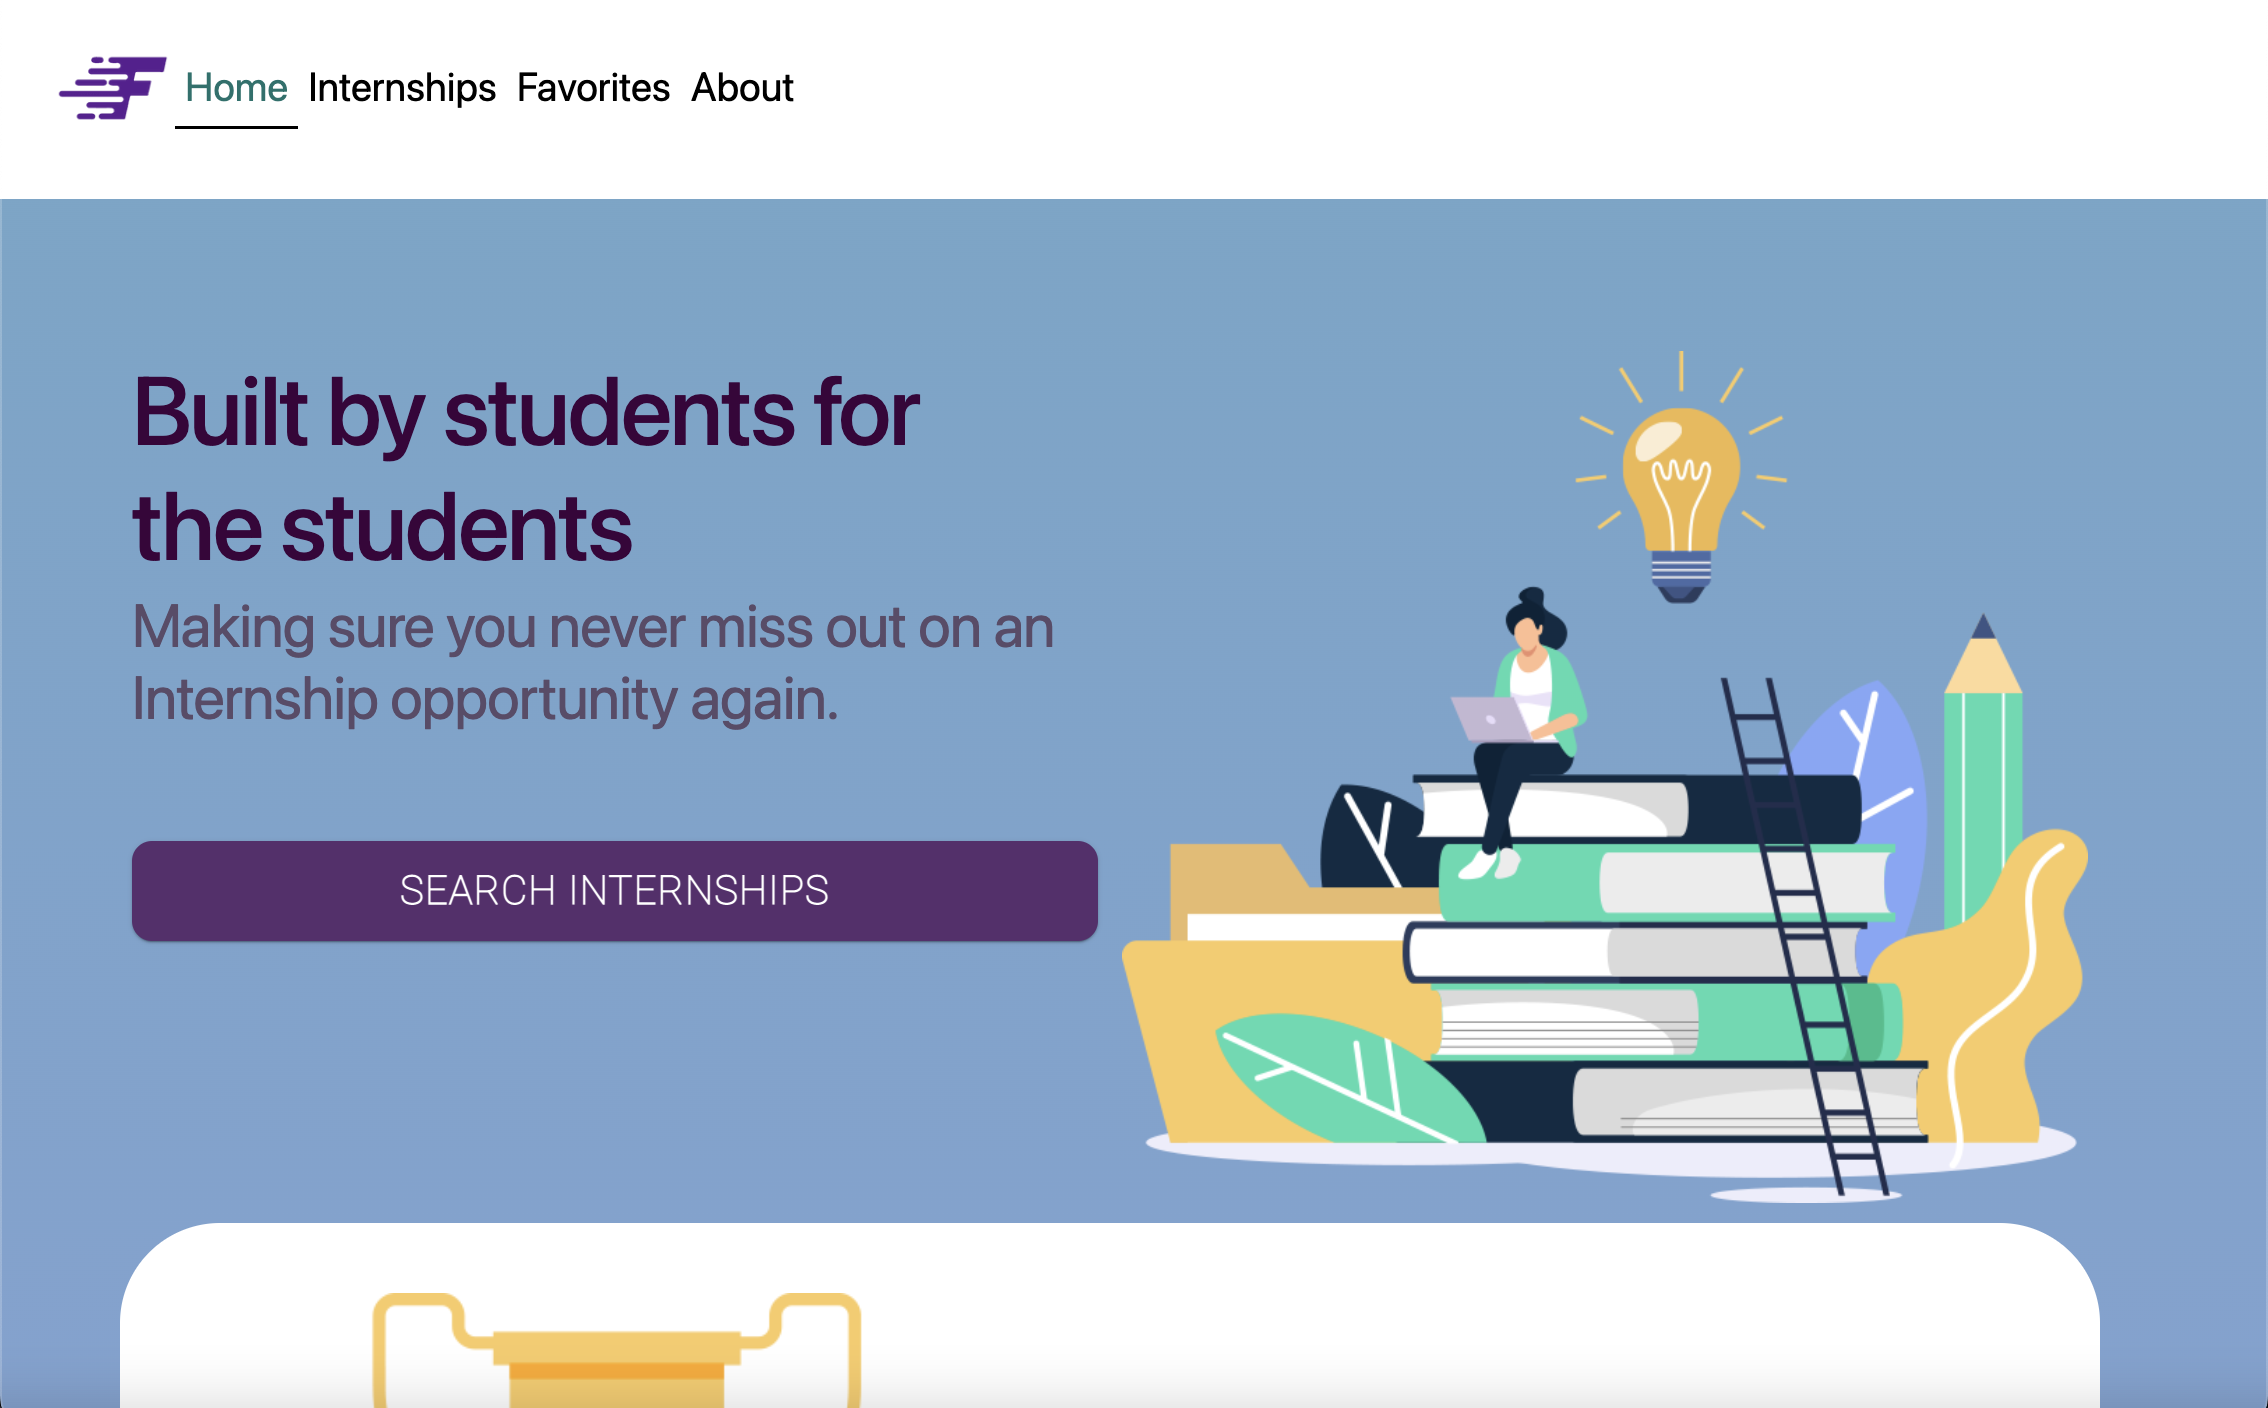 F
Home Internships Favorites About
Built by students for
the students
Making sure you never miss out on an
Internship opportunity again.
SEARCH INTERNSHIPS